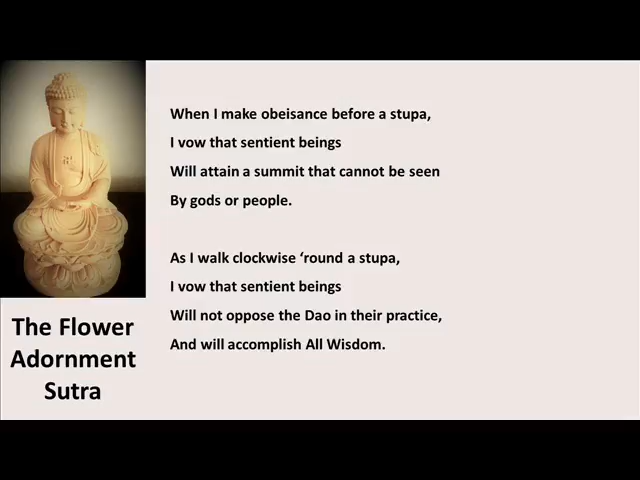 When I make obeisance before a stupa,
I vow that sentient beings
Will attain a summit that cannot be seen
By gods or people.
As I walk clockwise ‘round a stupa,
I vow that sentient beings
Will not oppose the Dao in their practice,
And will accomplish All Wisdom.
The Flower
Adornment
Sutra